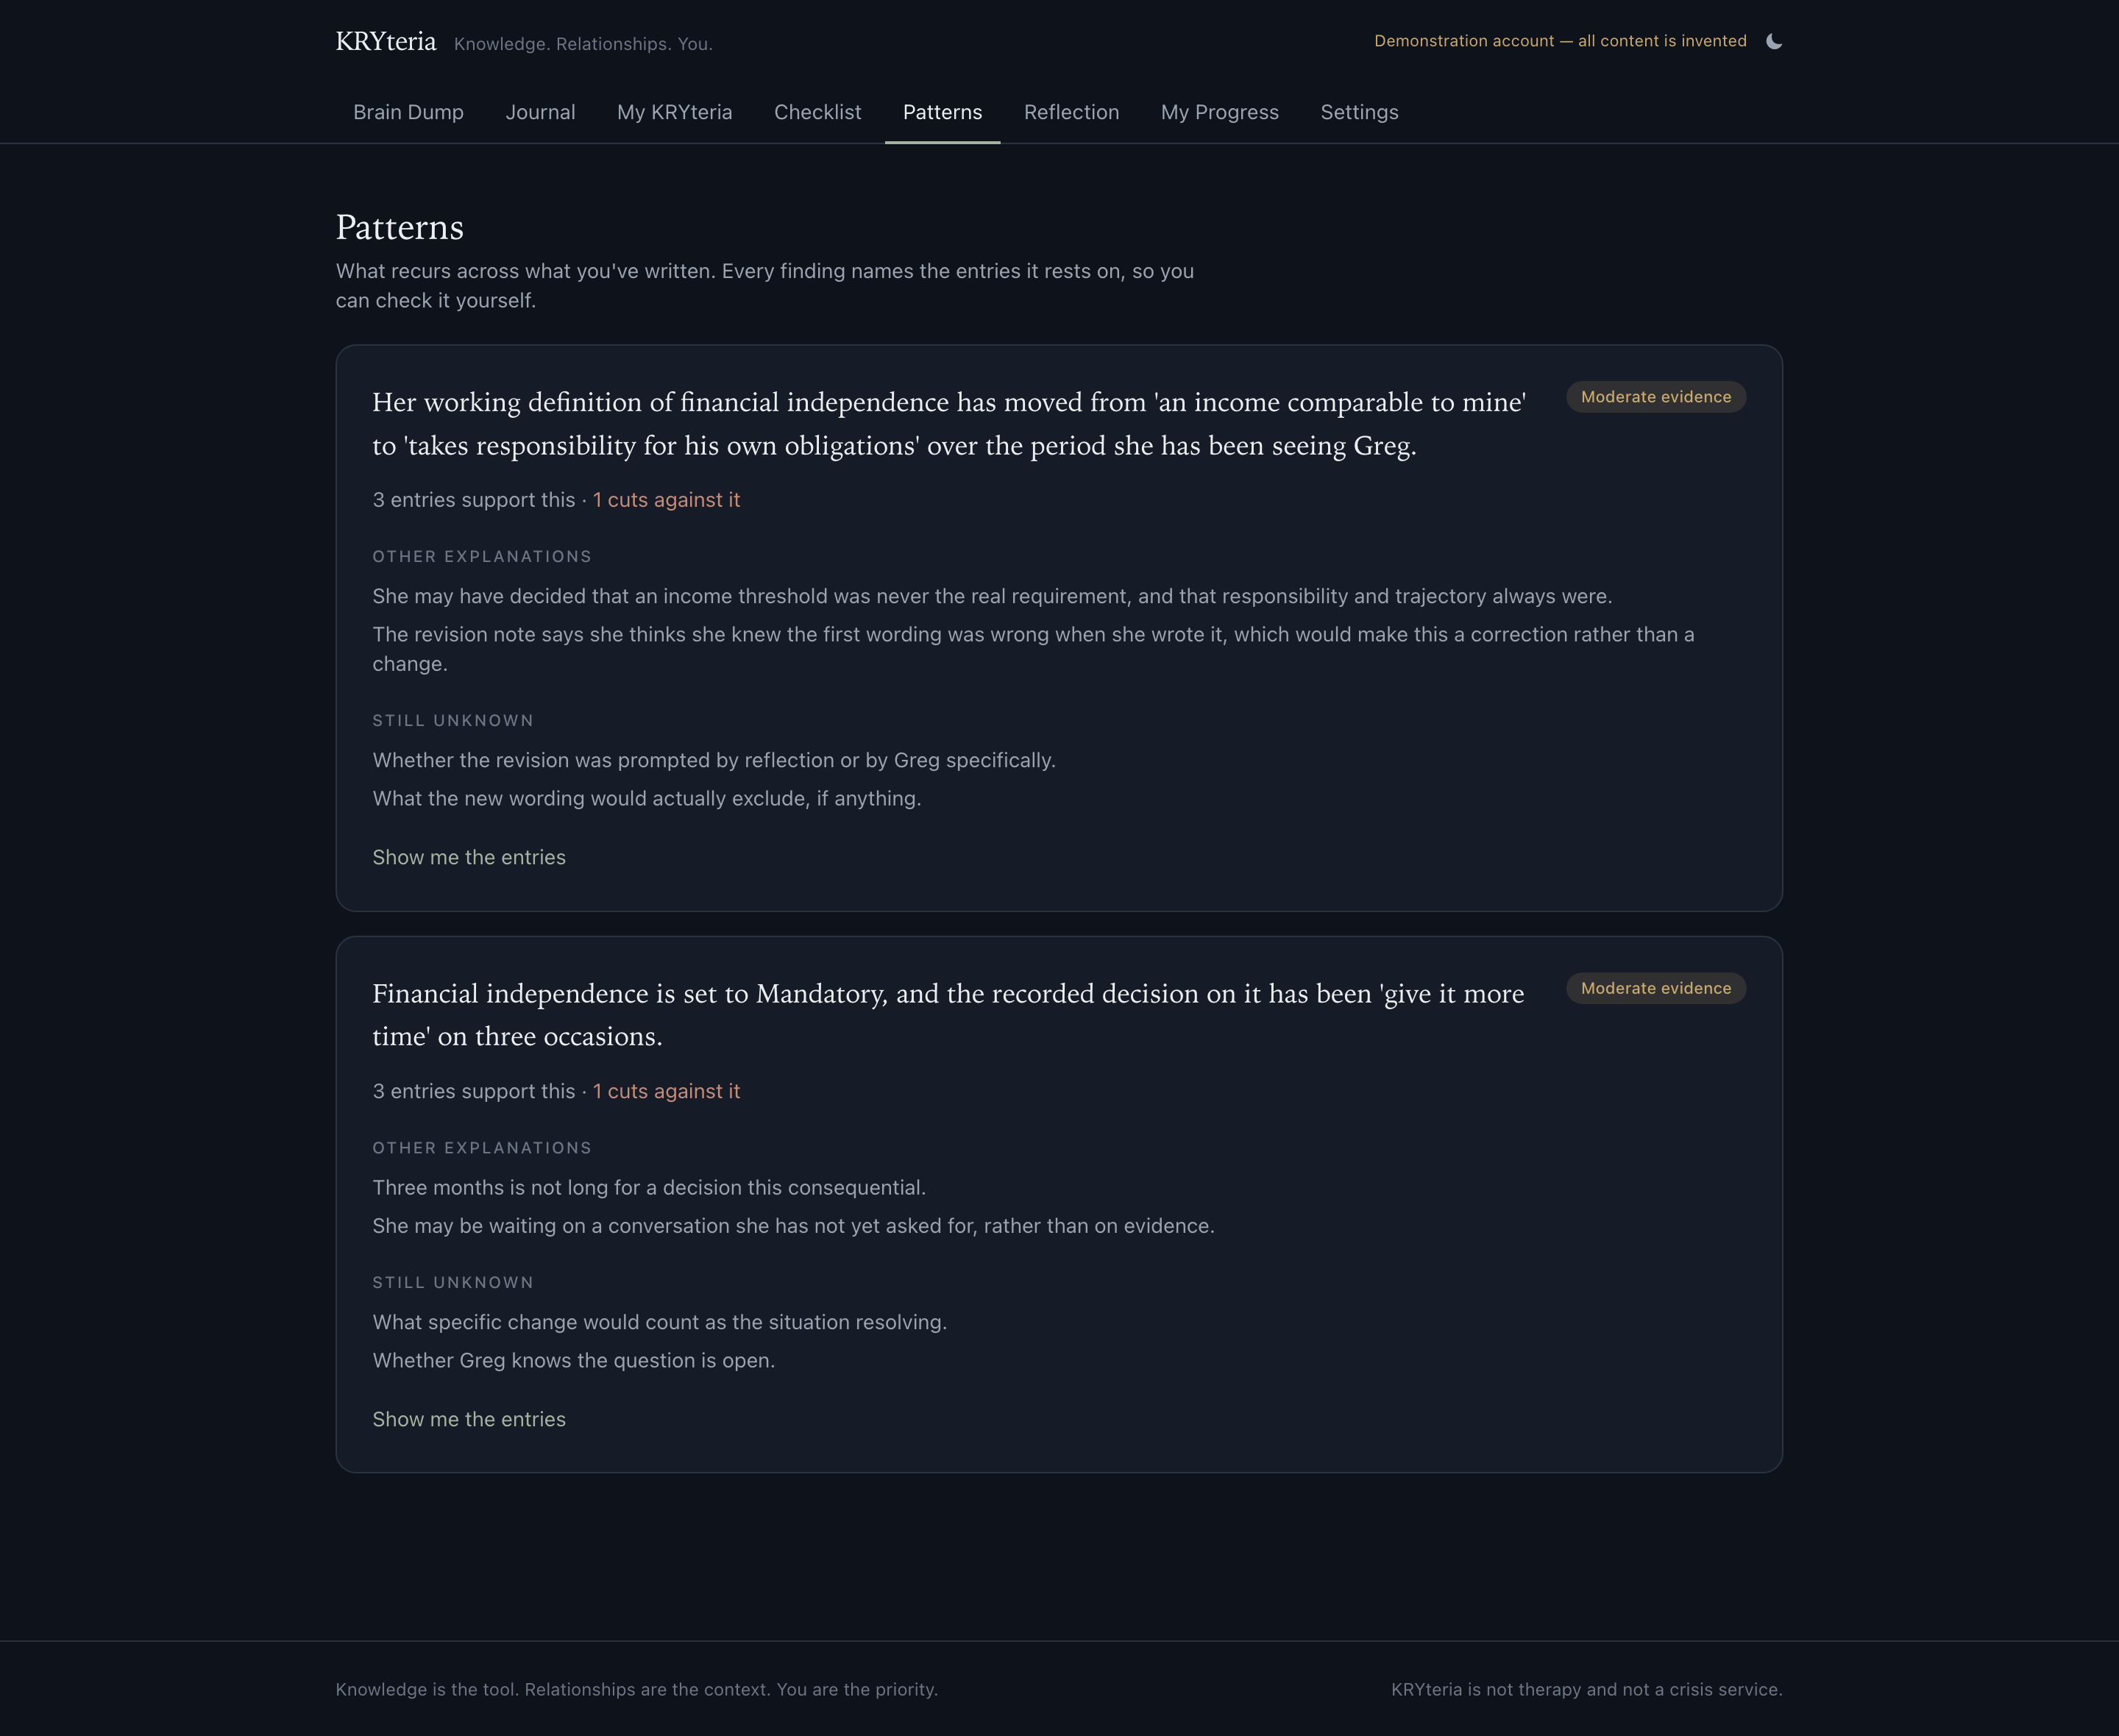 KRYteria Knowledge. Relationships. You.
Demonstration account — all content is invented
Brain Dump Journal My KRYteria Checklist Patterns Reflection My Progress Settings
Patterns
What recurs across what you've written. Every finding names the entries it rests on, so you
can check it yourself.
Her working definition of financial independence has moved from 'an income comparable to mine'
to 'takes responsibility for his own obligations' over the period she has been seeing Greg.
Moderate evidence
3 entries support this · 1 cuts against it
OTHER EXPLANATIONS
She may have decided that an income threshold was never the real requirement, and that responsibility and trajectory always were.
The revision note says she thinks she knew the first wording was wrong when she wrote it, which would make this a correction rather than a
change.
STILL UNKNOWN
Whether the revision was prompted by reflection or by Greg specifically.
What the new wording would actually exclude, if anything.
Show me the entries
Financial independence is set to Mandatory, and the recorded decision on it has been 'give it more
time' on three occasions.
Moderate evidence
3 entries support this · 1 cuts against it
OTHER EXPLANATIONS
Three months is not long for a decision this consequential.
She may be waiting on a conversation she has not yet asked for, rather than on evidence.
STILL UNKNOWN
What specific change would count as the situation resolving.
Whether Greg knows the question is open.
Show me the entries
Knowledge is the tool. Relationships are the context. You are the priority.
KRYteria is not therapy and not a crisis service.